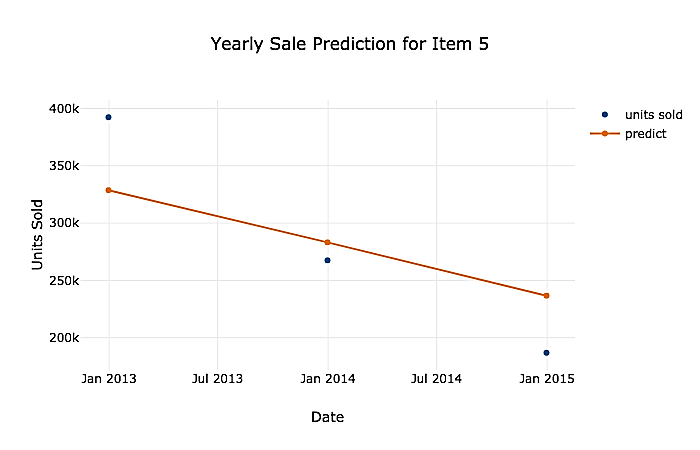 Yearly Sale Prediction for Item 5
400k
350k
300k
250k
200k
Units Sold
Jan 2013
Jul 2013
Jan 2014
Jul 2014
Jan 2015
Date
units sold
predict